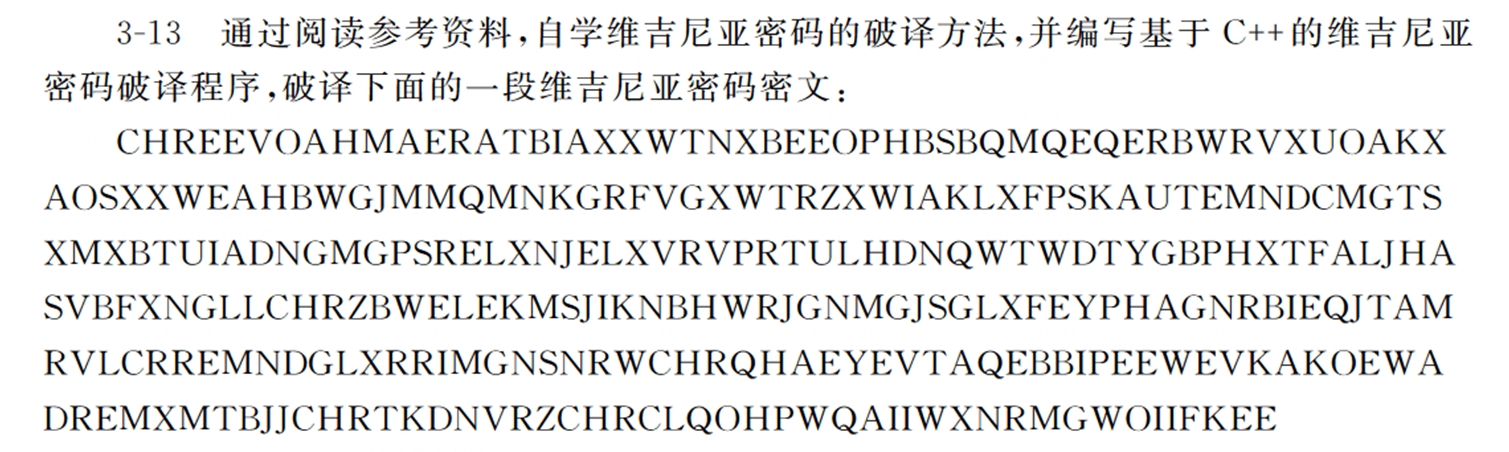 3-13 通过阅读参考资料,自学维吉尼亚密码的破译方法,并编写基于 C++的维吉尼亚
密码破译程序,破译下面的一段维吉尼亚密码密文:
CHREEVOAHMAERATBIAXXWTNXBEEOPHBSBQMQEQERBWRVXUOAKX
AOSXXWEAHBWGJMMQMNKGRFVGXWTRZXWIAKLXFPSKAUTEMNDCMGTS
XMXBTUIADNGMGPSRELXNJELXVRVPRTULHDNQWTWDTYGBPHXTFALJHA
SVBFXNGLLCHRZBWELEKMSJIKNBHWRJGNMGJSGLXFEYPHAGNRBIEQJTAM
RVLCRREMNDGLXRRIMGNSNRWCHRQHAEYEVTAQEBBIPEEWEVKAKOEWA
DREMXMTBJJCHRTKDNVRZCHRCLQOHPWQAIIWXNRMGWOIIFKEE